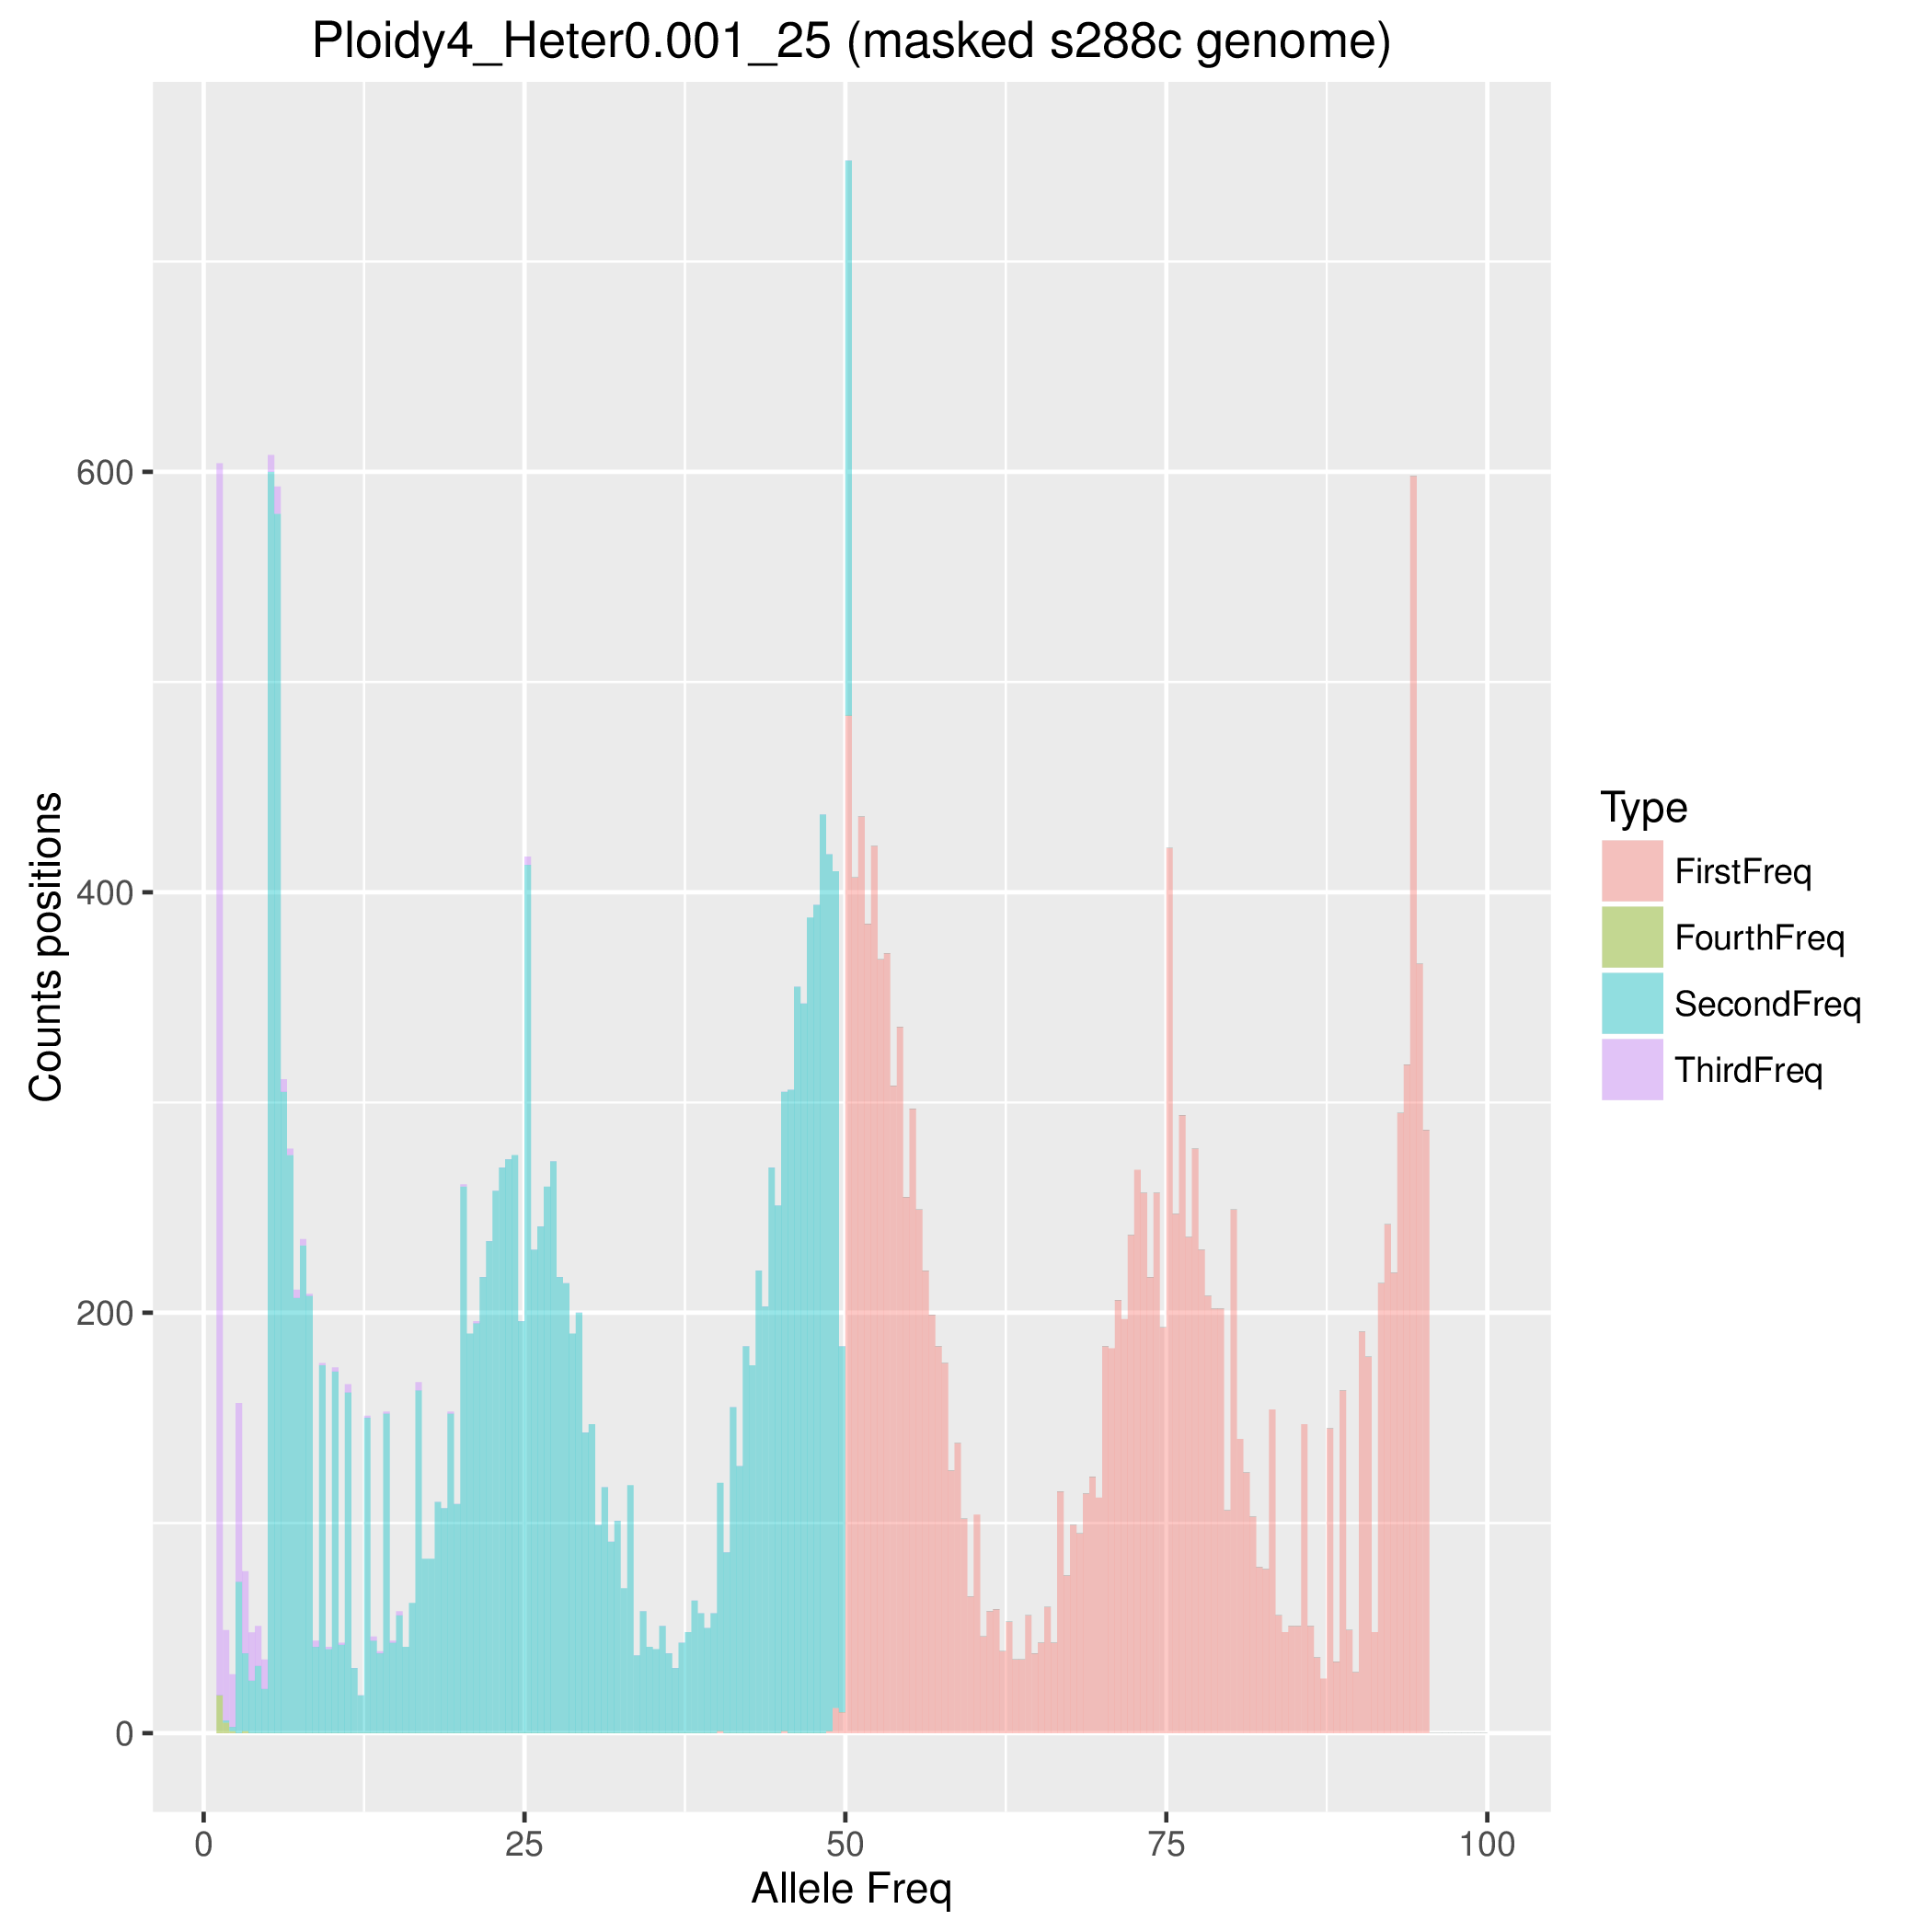 Ploidy4_Heter0.001_25 (masked s288c genome)
Counts positions
600
400
200
0
0
25
50
75
100
Allele Freq
Type
FirstFreq
FourthFreq
SecondFreq
ThirdFreq